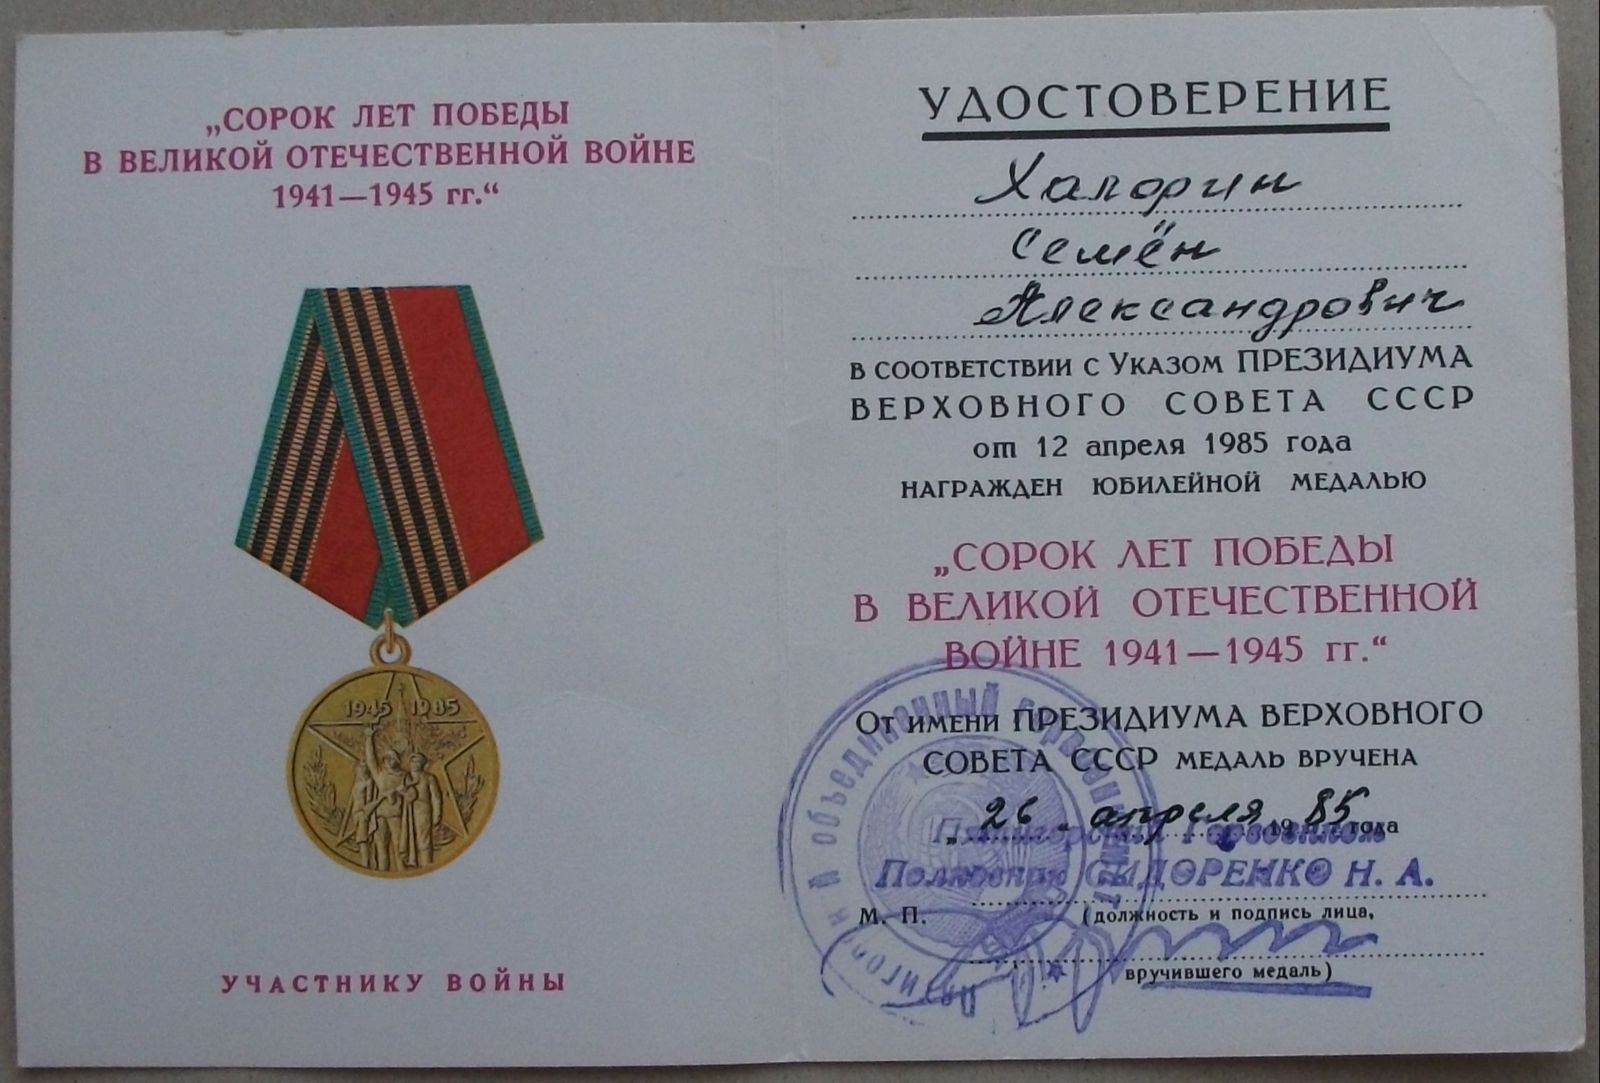 „СОРОК ЛЕТ ПОБЕДЫ
В ВЕЛИКОЙ ОТЕЧЕСТВЕННОЙ ВОЙНЕ
1941—1945 гг.“
1945 1985
УЧАСТНИКУ ВОЙНЫ
УДОСТОВЕРЕНИЕ
Хапорин
Семён
Александрович
В СООТВЕТСТВИИ С УКАЗОМ ПРЕЗИДИУМА
ВЕРХОВНОГО СОВЕТА СССР
от 12 апреля 1985 года
НАГРАЖДЕН ЮБИЛЕЙНОЙ МЕДАЛЬЮ
„СОРОК ЛЕТ ПОБЕДЫ
В ВЕЛИКОЙ ОТЕЧЕСТВЕННОЙ
ВОЙНЕ 1941—1945 гг.“
ОТ ИМЕНИ ПРЕЗИДИУМА ВЕРХОВНОГО
СОВЕТА СССР МЕДАЛЬ ВРУЧЕНА
„26" апреля 1985 года
Полковник СИДОРЕНКО Н. А.
М. П. (должность и подпись лица,
вручившего медаль)